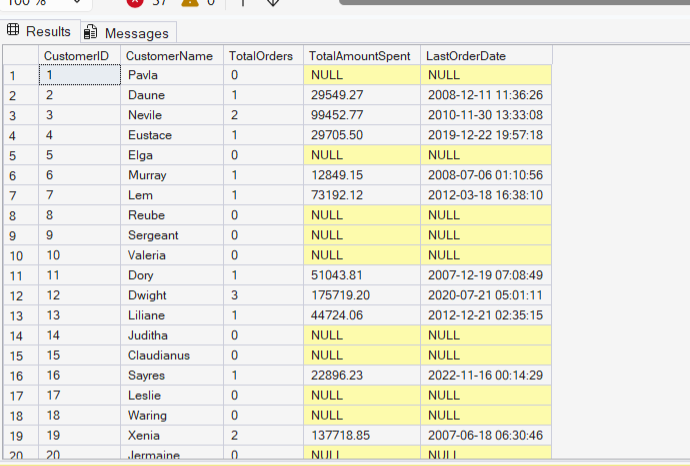 100 %
37
0
Results
Messages
CustomerID CustomerName TotalOrders TotalAmountSpent LastOrderDate
1 1 Pavla 0 NULL NULL
2 2 Daune 1 29549.27 2008-12-11 11:36:26
3 3 Nevile 2 99452.77 2010-11-30 13:33:08
4 4 Eustace 1 29705.50 2019-12-22 19:57:18
5 5 Elga 0 NULL NULL
6 6 Murray 1 12849.15 2008-07-06 01:10:56
7 7 Lem 1 73192.12 2012-03-18 16:38:10
8 8 Reube 0 NULL NULL
9 9 Sergeant 0 NULL NULL
10 10 Valeria 0 NULL NULL
11 11 Dory 1 51043.81 2007-12-19 07:08:49
12 12 Dwight 3 175719.20 2020-07-21 05:01:11
13 13 Liliane 1 44724.06 2012-12-21 02:35:15
14 14 Juditha 0 NULL NULL
15 15 Claudianus 0 NULL NULL
16 16 Sayres 1 22896.23 2022-11-16 00:14:29
17 17 Leslie 0 NULL NULL
18 18 Waring 0 NULL NULL
19 19 Xenia 2 137718.85 2007-06-18 06:30:46
20 20 Jermaine 0 NULL NULL